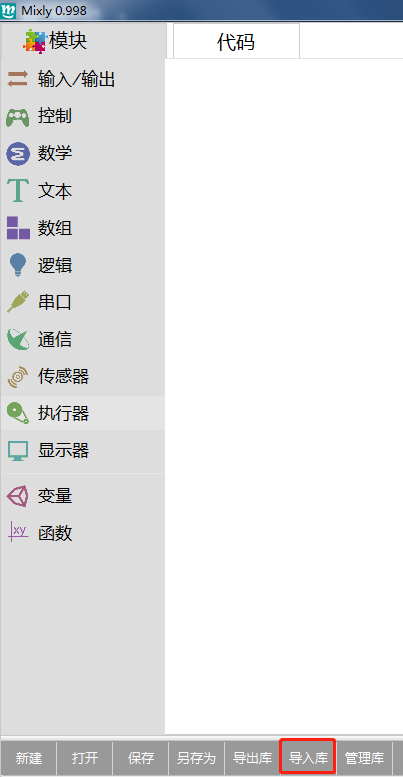 Mixly 0.998
模块 代码
输入/输出
控制
数学
文本
数组
逻辑
串口
通信
传感器
执行器
显示器
变量
xy 函数
新建 打开 保存 另存为 导出库 导入库 管理库